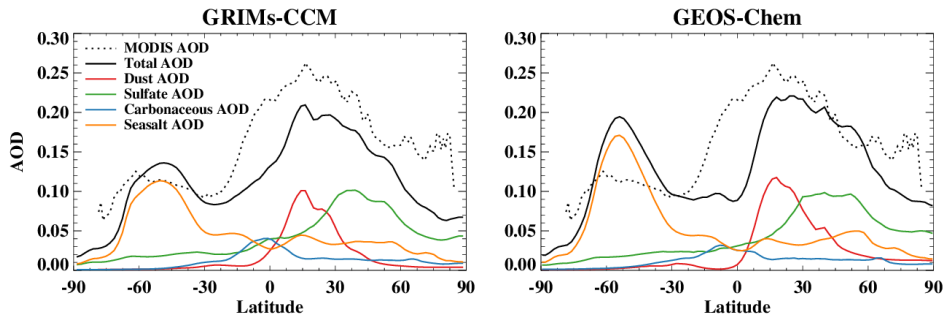 GRIMs-CCM
GEOS-Chem
AOD
0.30
0.25
0.20
0.15
0.10
0.05
0.00
MODIS AOD
Total AOD
Dust AOD
Sulfate AOD
Carbonaceous AOD
Seasalt AOD
-90 -60 -30 0 30 60 90
Latitude
0.30
0.25
0.20
0.15
0.10
0.05
0.00
-90 -60 -30 0 30 60 90
Latitude